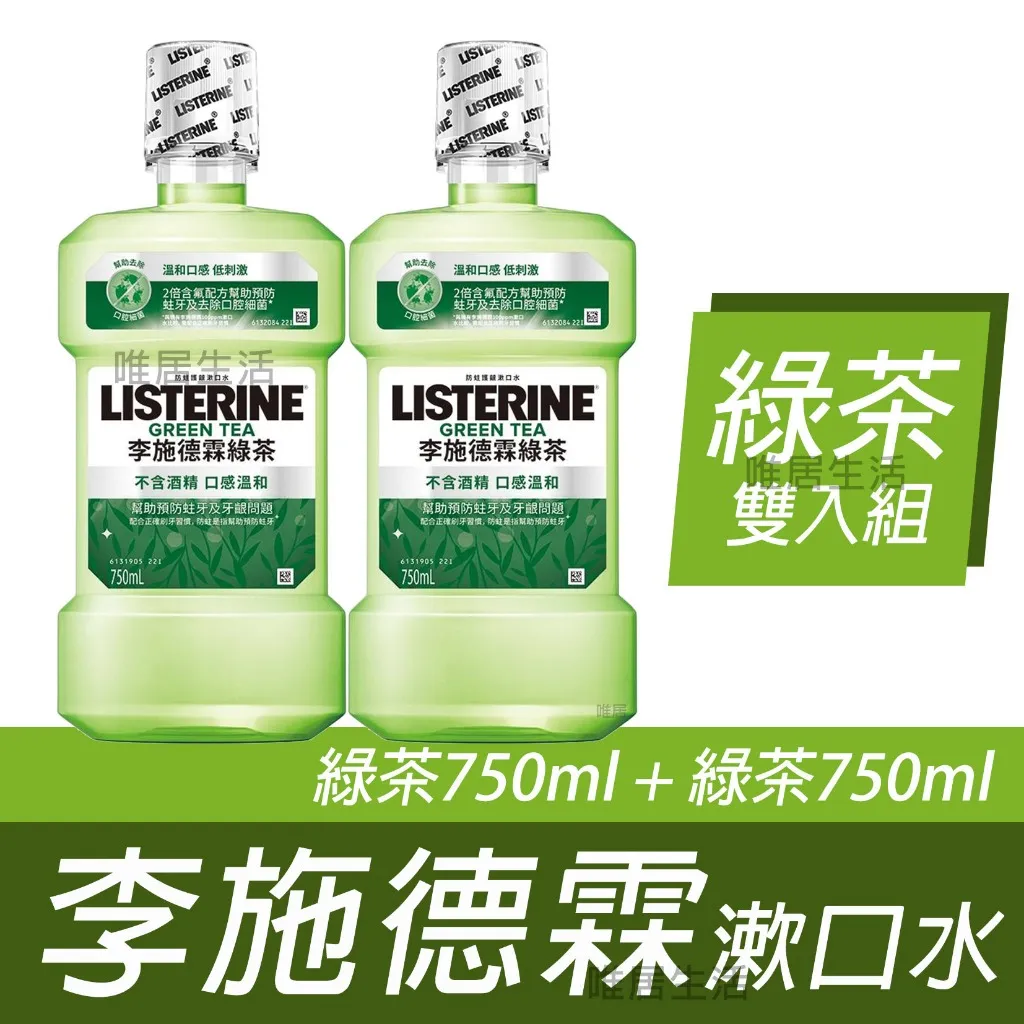 LISTERINE
LISTERINE
LISTERINE
LISTERINE
LISTERINE
LISTERINE
幫助去除
口腔細菌
溫和口感 低刺激
2倍含氟配方幫助預防
蛀牙及去除口腔細菌*
6132084 221
防蛀護齦漱口水
LISTERINE®
GREEN TEA
李施德霖綠茶
不含酒精 口感溫和
幫助預防蛀牙及牙齦問題
配合正確刷牙習慣, 防蛀是指幫助預防蛀牙
6131905 221
750mL
幫助去除
口腔細菌
溫和口感 低刺激
2倍含氟配方幫助預防
蛀牙及去除口腔細菌*
6132084 221
防蛀護齦漱口水
LISTERINE®
GREEN TEA
李施德霖綠茶
不含酒精 口感溫和
幫助預防蛀牙及牙齦問題
配合正確刷牙習慣, 防蛀是指幫助預防蛀牙
6131905 221
750mL
唯居生活
綠茶
唯居生活
雙入組
唯居
綠茶750ml + 綠茶750ml
李施德霖漱口水
唯居生活